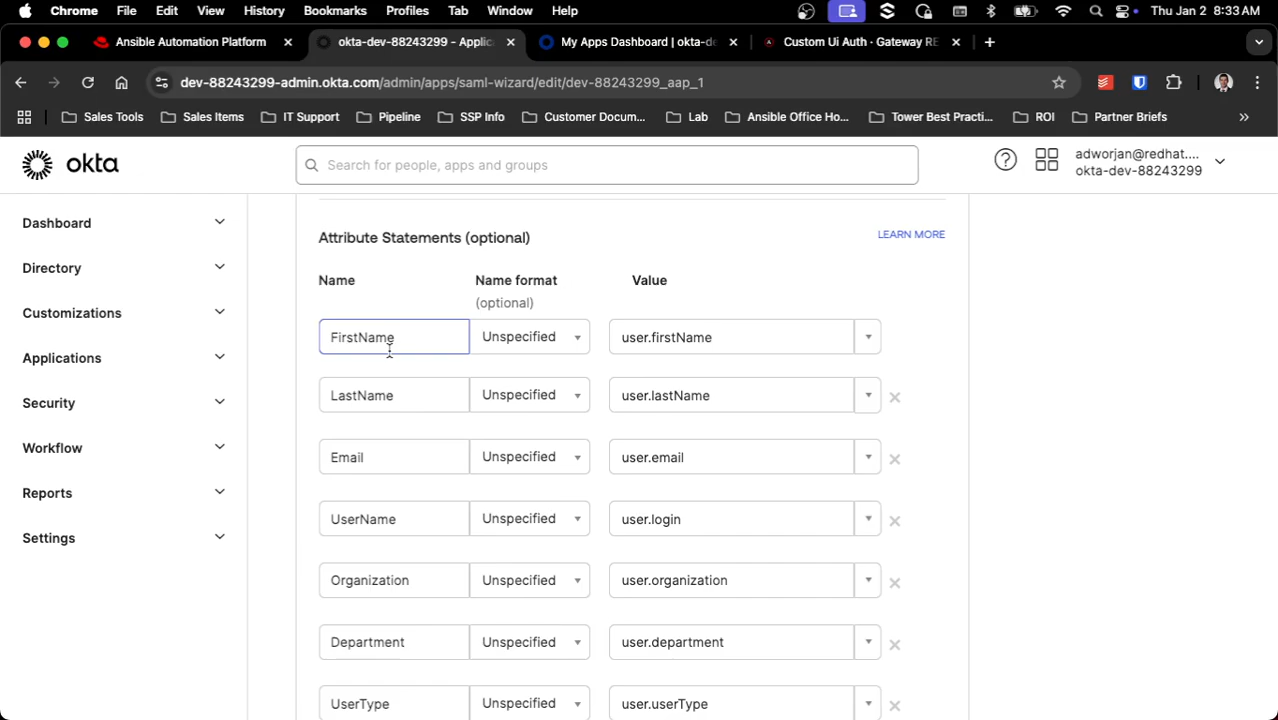 Chrome File Edit View History Bookmarks Profiles Tab Window Help Thu Jan 2 8:33 AM
Ansible Automation Platform okta-dev-88243299 - Applic My Apps Dashboard | okta-de Custom Ui Auth · Gateway RE
dev-88243299-admin.okta.com/admin/apps/saml-wizard/edit/dev-88243299_aap_1
Sales Tools Sales Items IT Support Pipeline SSP Info Customer Docum... Lab Ansible Office Ho... Tower Best Practi... ROI Partner Briefs
okta
Search for people, apps and groups
adworjan@redhat....
okta-dev-88243299
Dashboard
Directory
Customizations
Applications
Security
Workflow
Reports
Settings
Attribute Statements (optional) LEARN MORE
Name Name format Value
(optional)
FirstName Unspecified user.firstName
LastName Unspecified user.lastName
Email Unspecified user.email
UserName Unspecified user.login
Organization Unspecified user.organization
Department Unspecified user.department
UserType Unspecified user.userType